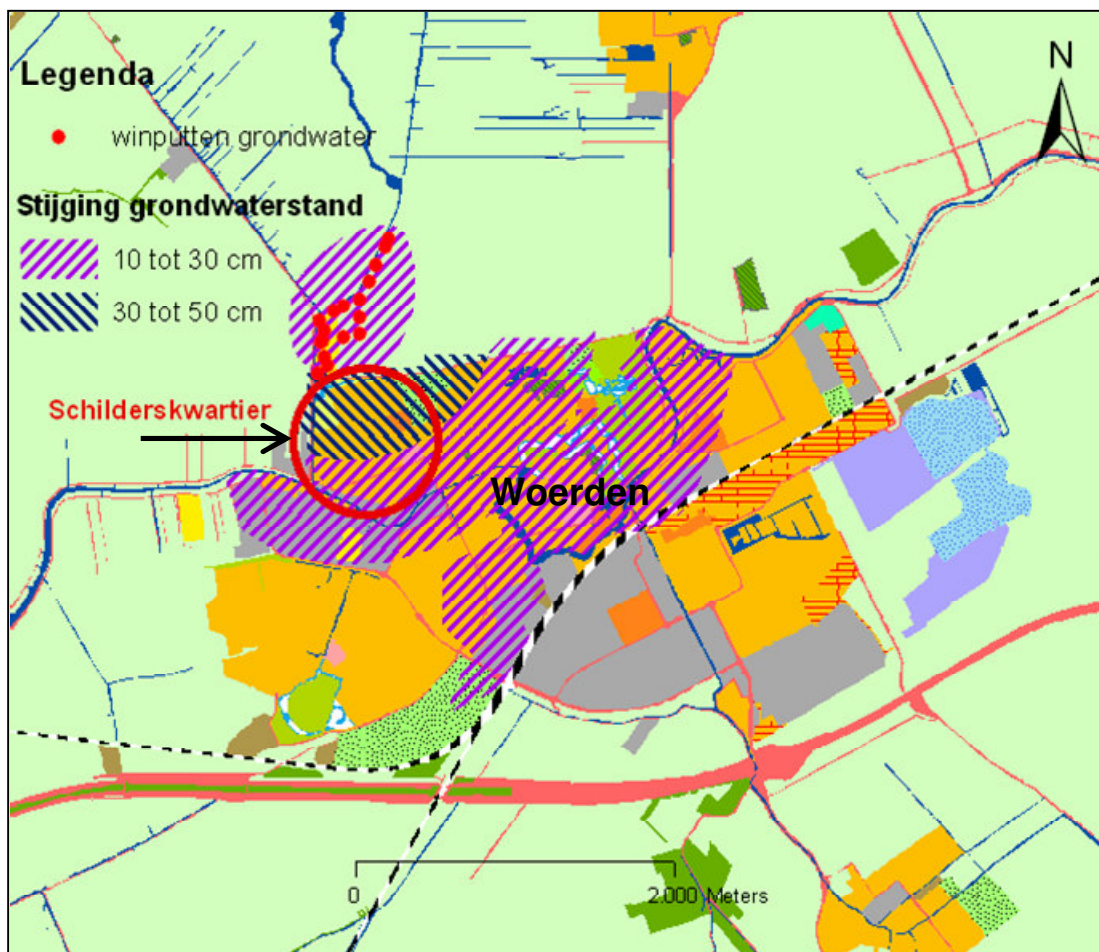 Legenda
winputten grondwater
Stijging grondwaterstand
10 tot 30 cm
30 tot 50 cm
N
Schilderskwartier
Woerden
0 2.000 Meters